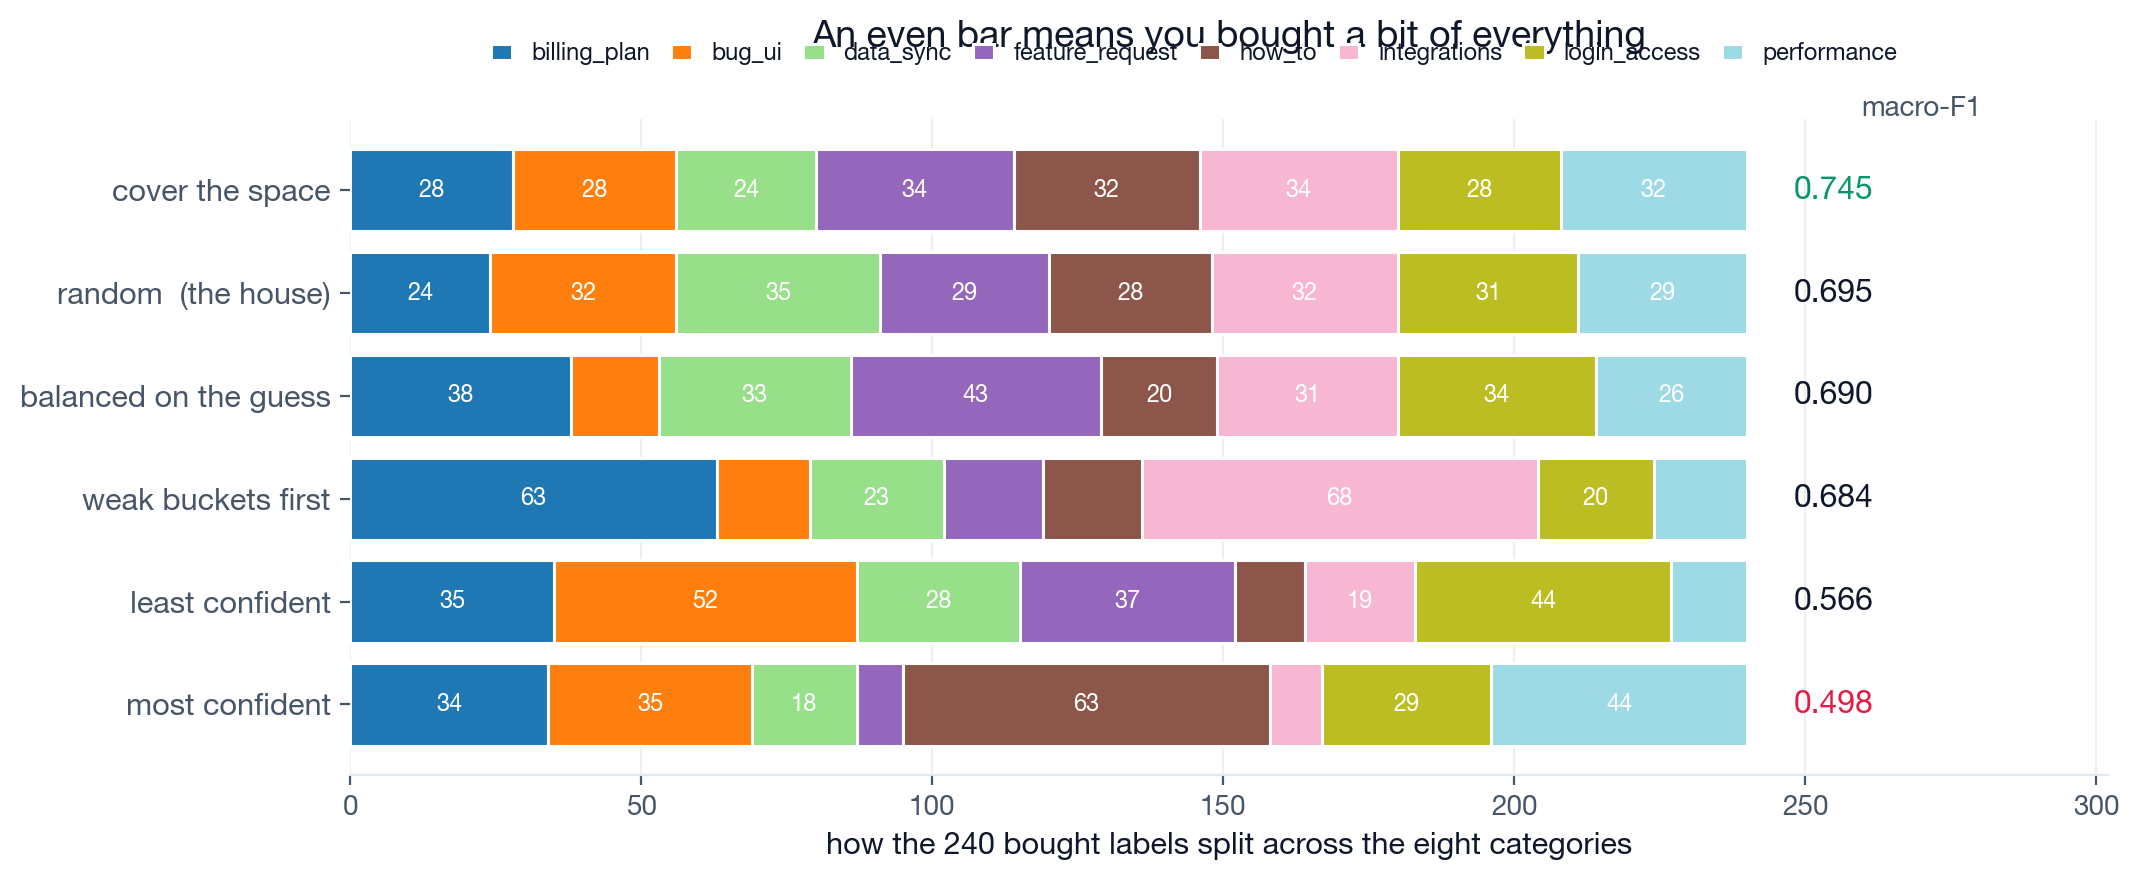 An even bar means you bought a bit of everything
billing_plan bug_ui data_sync feature_request how_to integrations login_access performance
macro-F1
cover the space 28 28 24 34 32 34 28 32 0.745
random (the house) 24 32 35 29 28 32 31 29 0.695
balanced on the guess 38 33 43 20 31 34 26 0.690
weak buckets first 63 23 68 20 0.684
least confident 35 52 28 37 19 44 0.566
most confident 34 35 18 63 29 44 0.498
0 50 100 150 200 250 300
how the 240 bought labels split across the eight categories